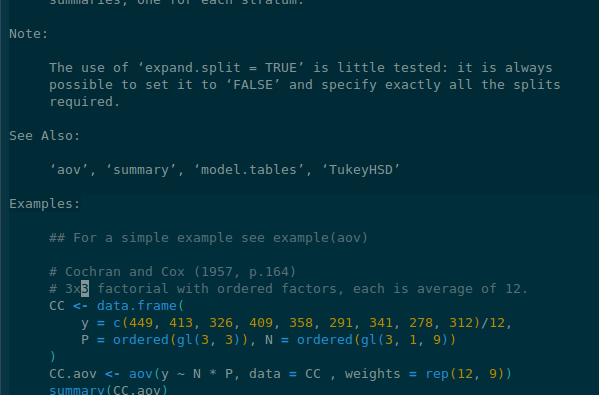 summaries, one for each stratum.
Note:
The use of ‘expand.split = TRUE’ is little tested: it is always
possible to set it to ‘FALSE’ and specify exactly all the splits
required.
See Also:
‘aov’, ‘summary’, ‘model.tables’, ‘TukeyHSD’
Examples:
## For a simple example see example(aov)
# Cochran and Cox (1957, p.164)
# 3x3 factorial with ordered factors, each is average of 12.
CC <- data.frame(
y = c(449, 413, 326, 409, 358, 291, 341, 278, 312)/12,
P = ordered(gl(3, 3)), N = ordered(gl(3, 1, 9))
)
CC.aov <- aov(y ~ N * P, data = CC , weights = rep(12, 9))
summary(CC.aov)